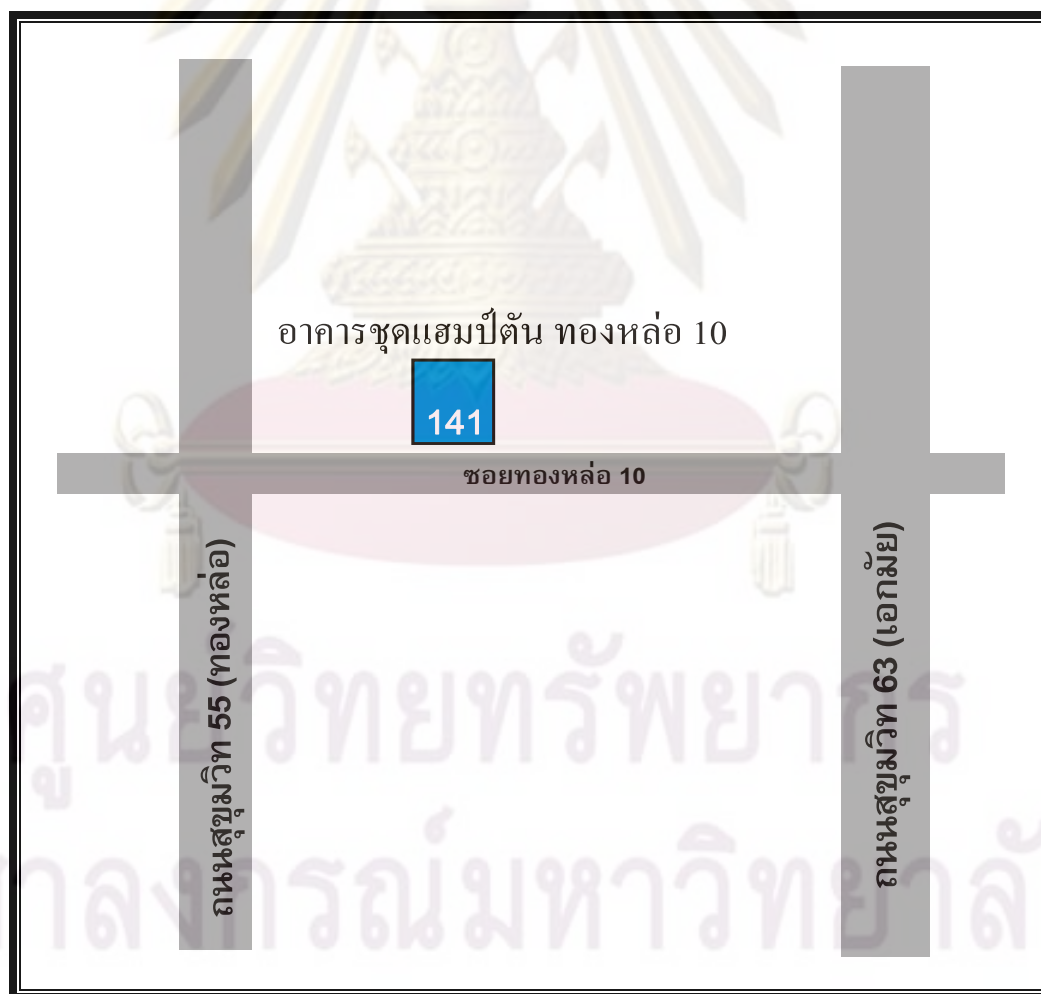 อาคารชุดแฮมป์ตัน ทองหล่อ 10
141
ซอยทองหล่อ 10
ถนนสุขุมวิท 55 (ทองหล่อ)
ถนนสุขุมวิท 63 (เอกมัย)
ศูนย์วิทยทรัพยากร
าลงกรณ์มหาวิทยาลั